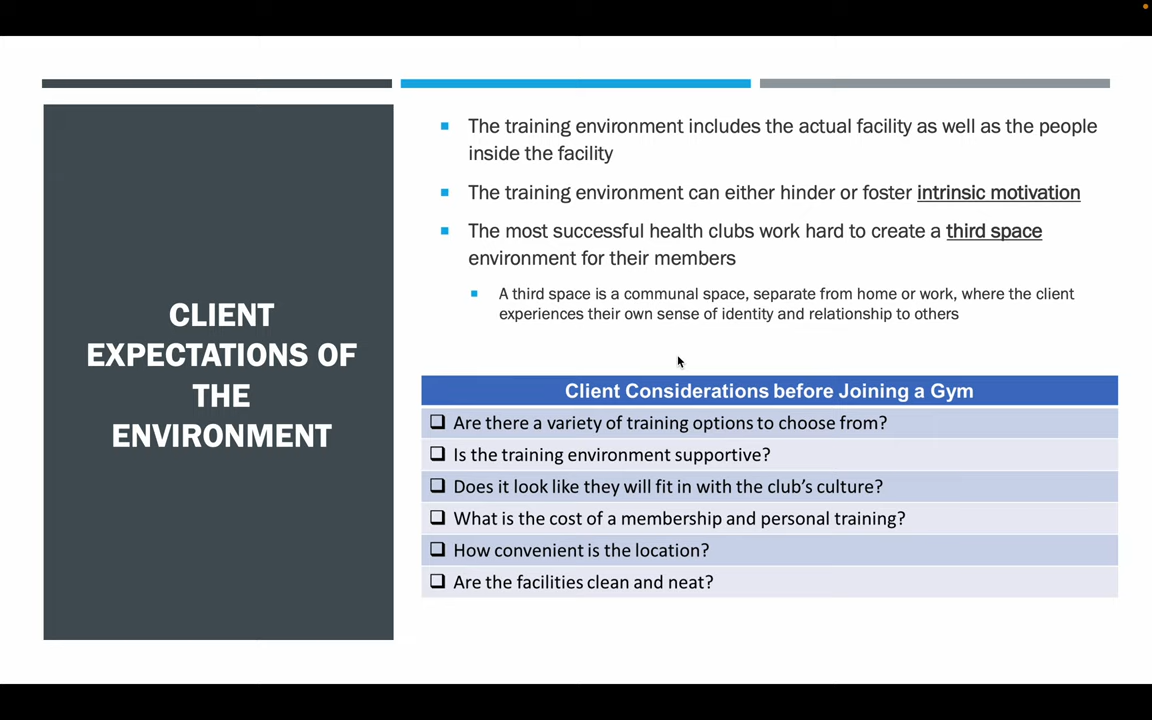 CLIENT
EXPECTATIONS OF
THE
ENVIRONMENT
The training environment includes the actual facility as well as the people
inside the facility
The training environment can either hinder or foster intrinsic motivation
The most successful health clubs work hard to create a third space
environment for their members
A third space is a communal space, separate from home or work, where the client
experiences their own sense of identity and relationship to others
Client Considerations before Joining a Gym
Are there a variety of training options to choose from?
Is the training environment supportive?
Does it look like they will fit in with the club's culture?
What is the cost of a membership and personal training?
How convenient is the location?
Are the facilities clean and neat?